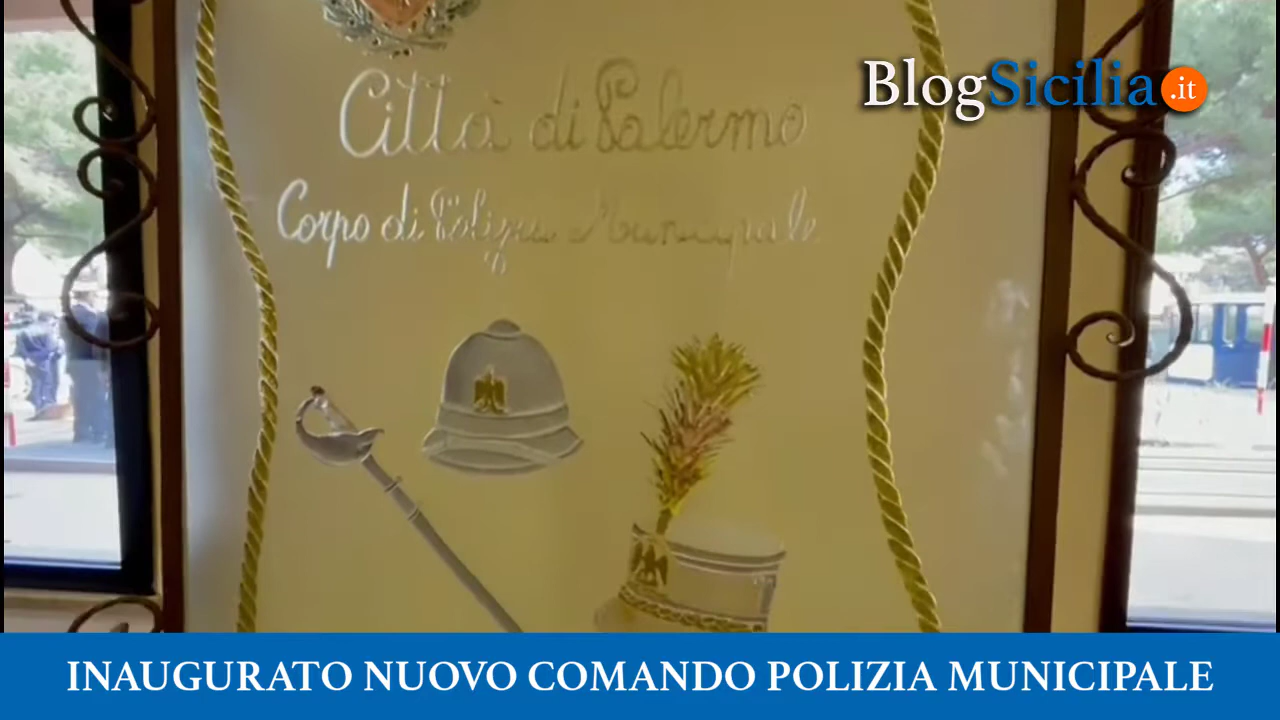 BlogSicilia.it
Città di Palermo
Corpo di Polizia Municipale
INAUGURATO NUOVO COMANDO POLIZIA MUNICIPALE